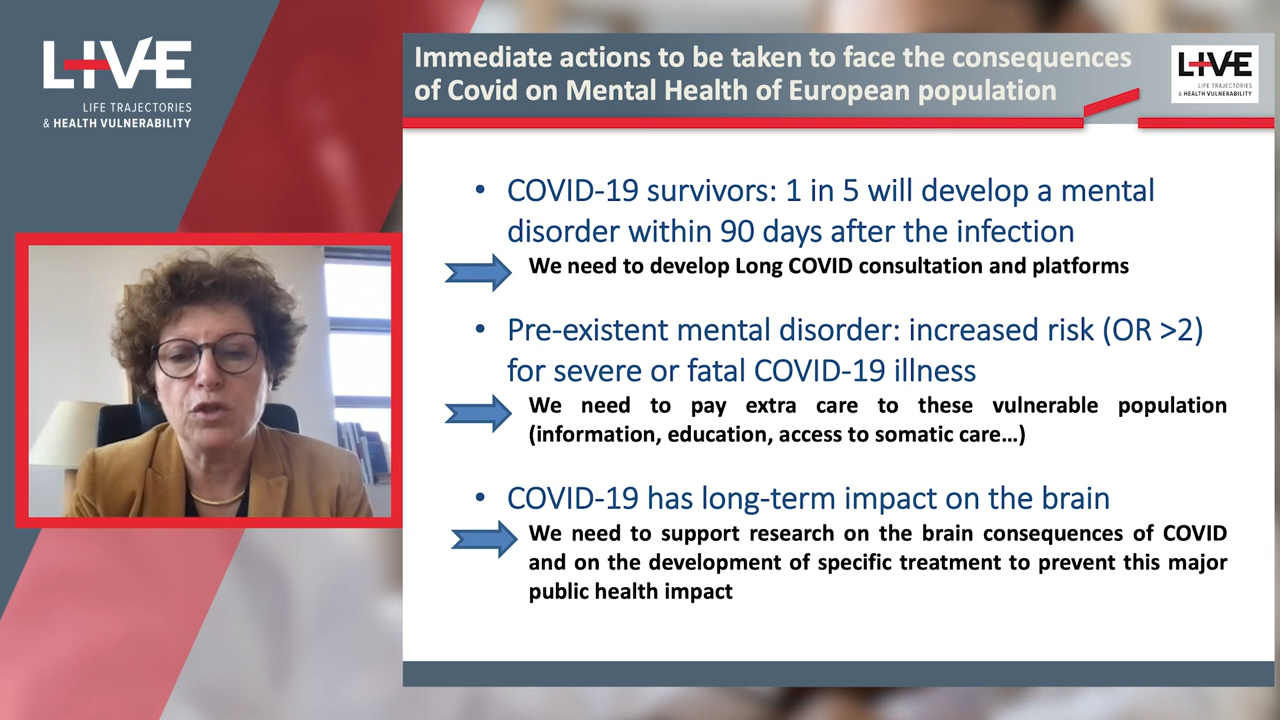 LIVE
LIFE TRAJECTORIES
& HEALTH VULNERABILITY
Immediate actions to be taken to face the consequences
of Covid on Mental Health of European population
LIVE
LIFE TRAJECTORIES
& HEALTH VULNERABILITY
• COVID-19 survivors: 1 in 5 will develop a mental
disorder within 90 days after the infection
We need to develop Long COVID consultation and platforms
• Pre-existent mental disorder: increased risk (OR >2)
for severe or fatal COVID-19 illness
We need to pay extra care to these vulnerable population
(information, education, access to somatic care...)
• COVID-19 has long-term impact on the brain
We need to support research on the brain consequences of COVID
and on the development of specific treatment to prevent this major
public health impact